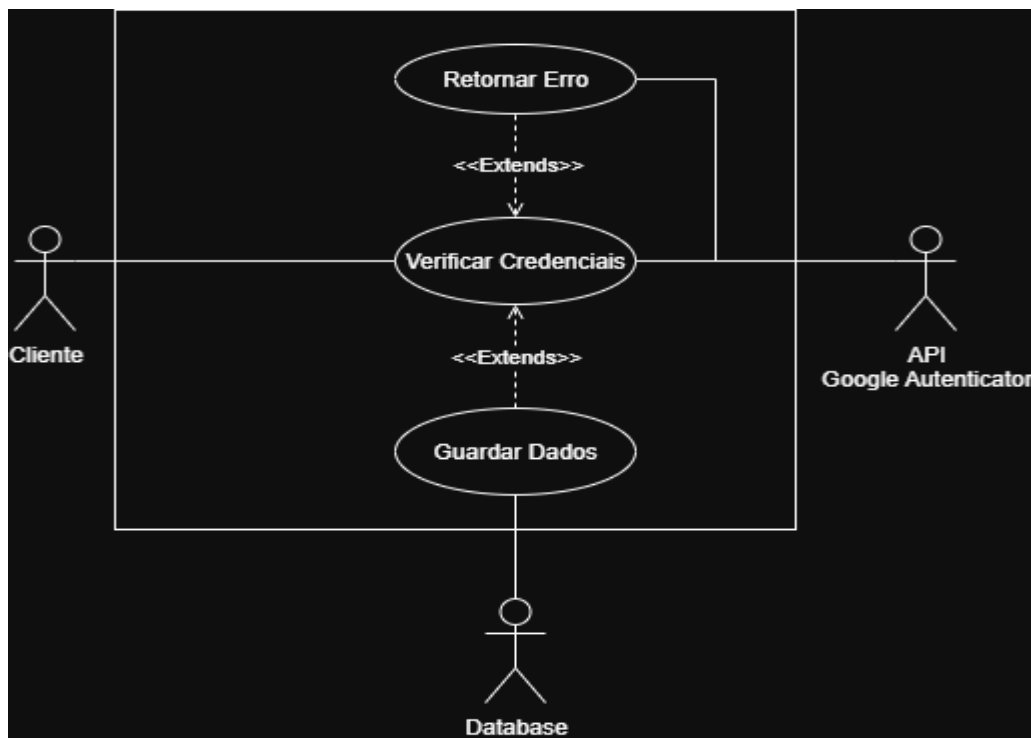 Retornar Erro
<<Extends>>
Verificar Credenciais
<<Extends>>
Cliente
API
Google Autenticator
Guardar Dados
Database